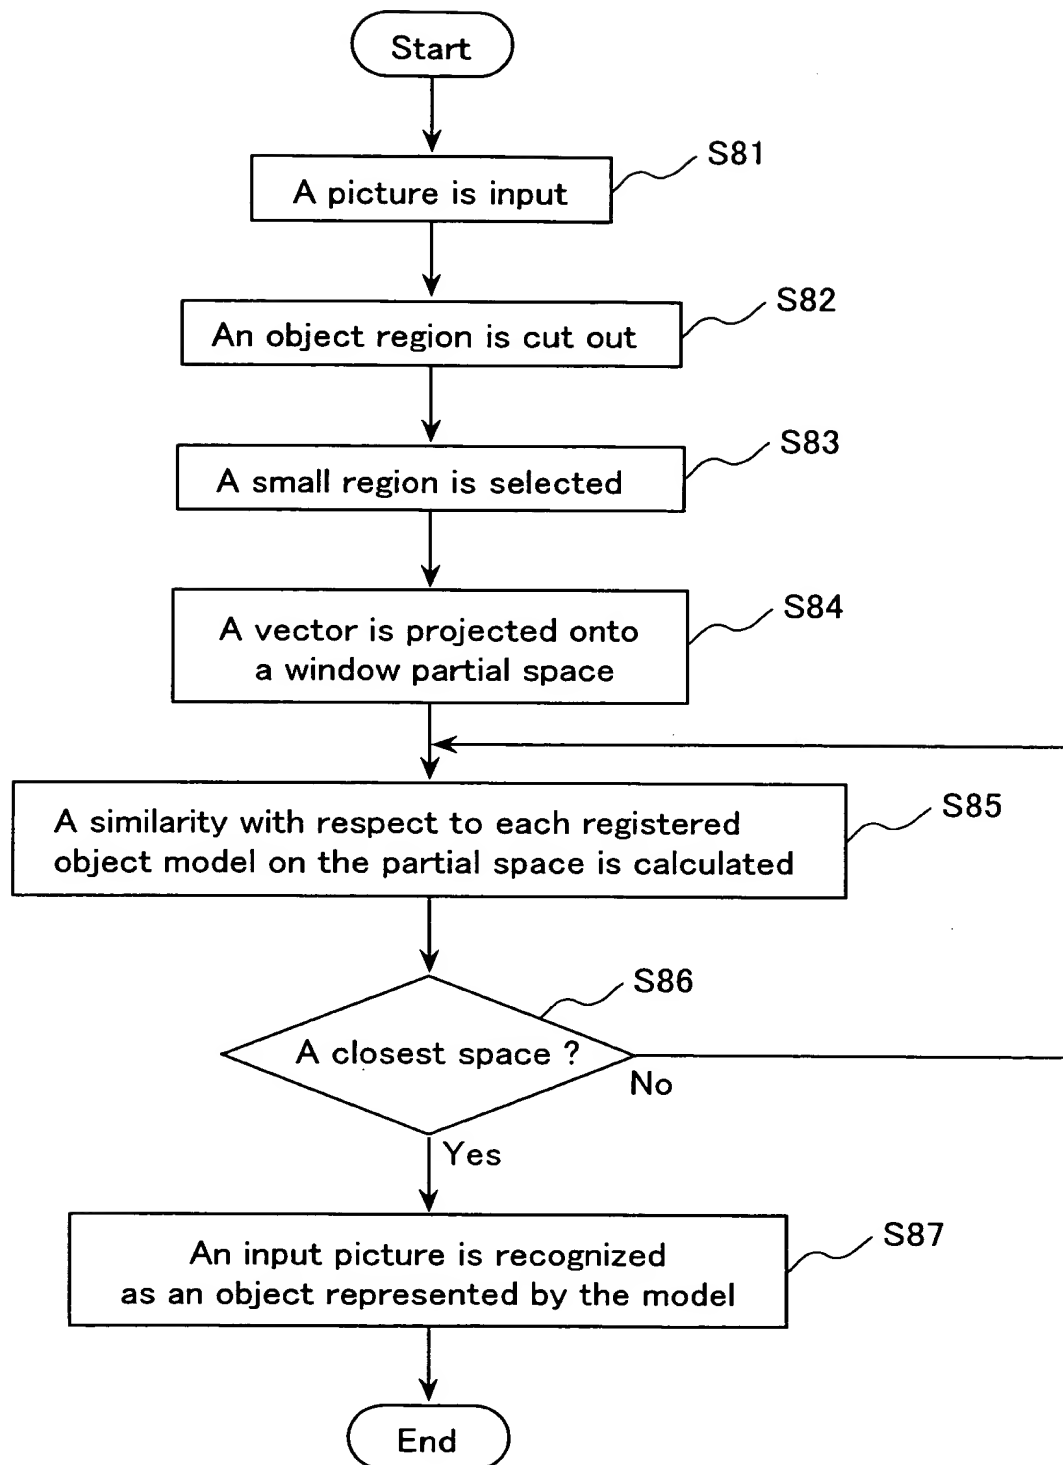 Start
S81
A picture is input
S82
An object region is cut out
S83
A small region is selected
S84
A vector is projected onto
a window partial space
S85
A similarity with respect to each registered
object model on the partial space is calculated
S86
A closest space ?
No
Yes
S87
An input picture is recognized
as an object represented by the model
End